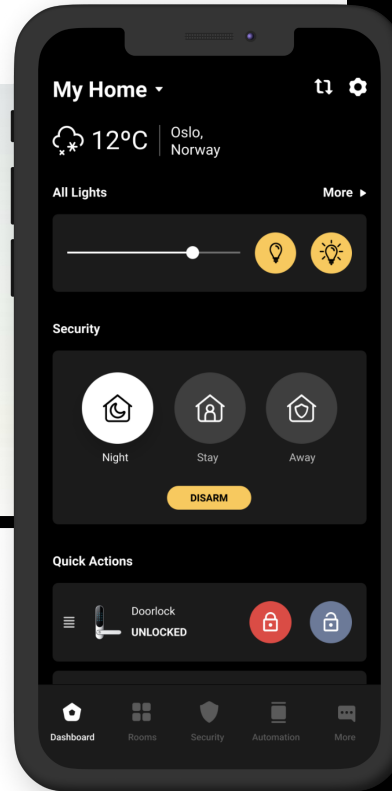 My Home
12°C
Oslo,
Norway
All Lights
More
Security
Night
Stay
Away
DISARM
Quick Actions
Doorlock
UNLOCKED
Dashboard
Rooms
Security
Automation
More